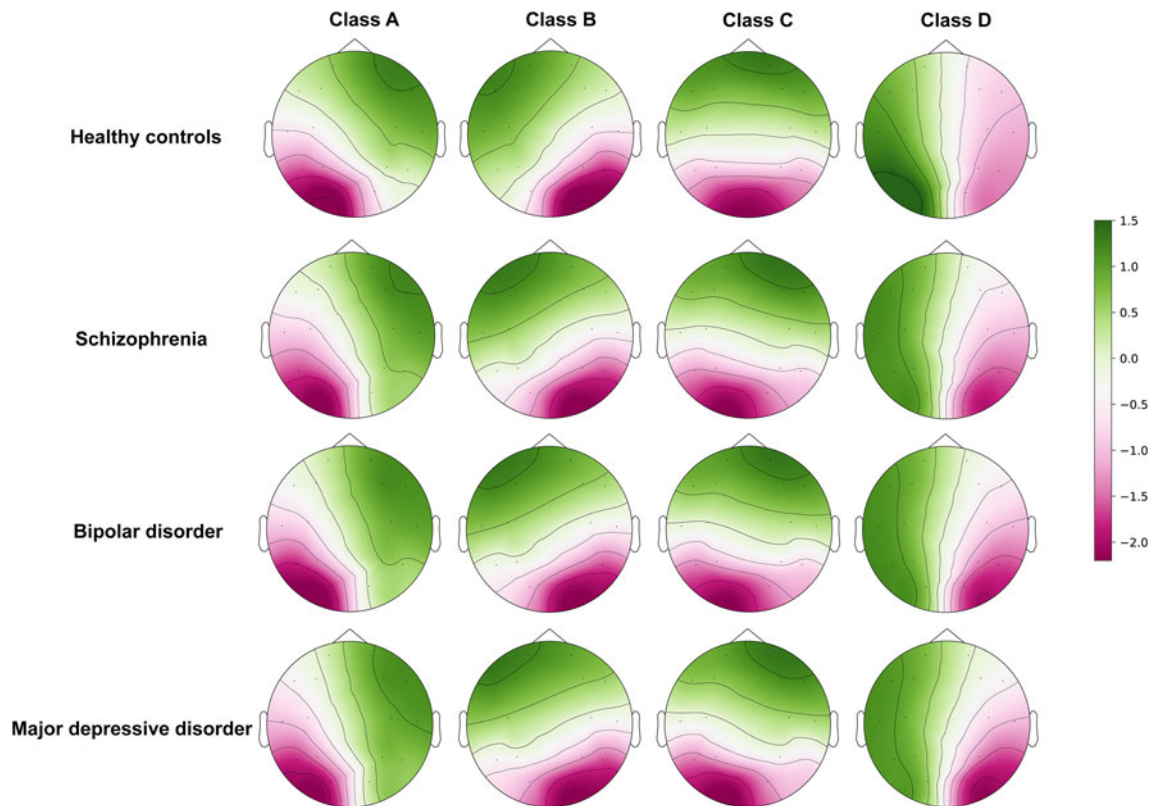 Class A Class B Class C Class D
Healthy controls
Schizophrenia
Bipolar disorder
Major depressive disorder
1.5
1.0
0.5
0.0
−0.5
−1.0
−1.5
−2.0